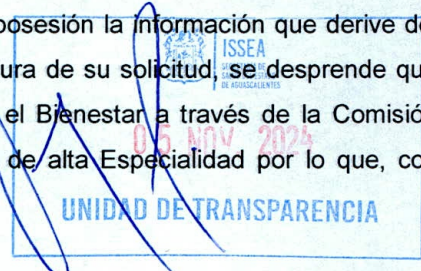 posesión la información que derive de
ISSEA
ura de su solicitud, se desprende qu
DE AGUASCALIENTES
el Bienestar a través de la Comisió
05 NOV 2024
de alta Especialidad por lo que, co
UNIDAD DE TRANSPARENCIA